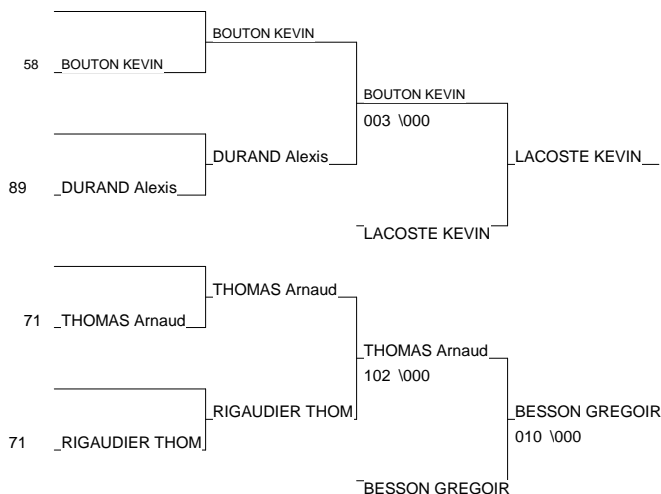 BOUTON KEVIN
58 BOUTON KEVIN
BOUTON KEVIN
003 \000
DURAND Alexis
LACOSTE KEVIN
89 DURAND Alexis
LACOSTE KEVIN
THOMAS Arnaud
71 THOMAS Arnaud
THOMAS Arnaud
102 \000
RIGAUDIER THOM
BESSON GREGOIR
010 \000
71 RIGAUDIER THOM
BESSON GREGOIR